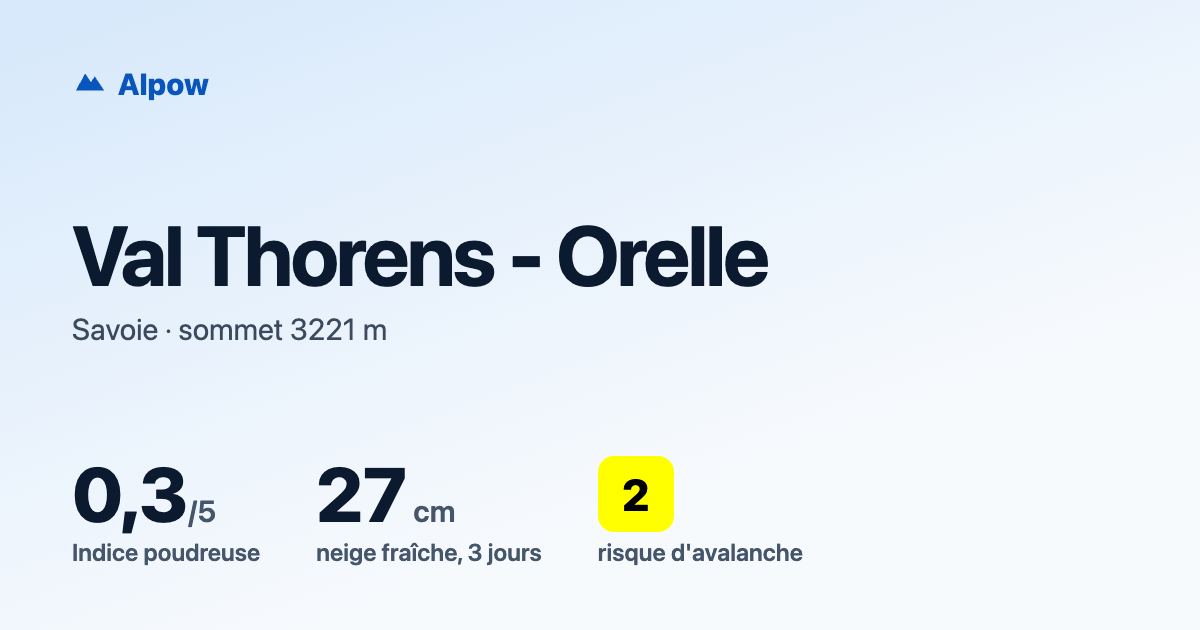 Alpow
Val Thorens - Orelle
Savoie · sommet 3221 m
0,3/5 27 cm 2
Indice poudreuse neige fraîche, 3 jours risque d'avalanche